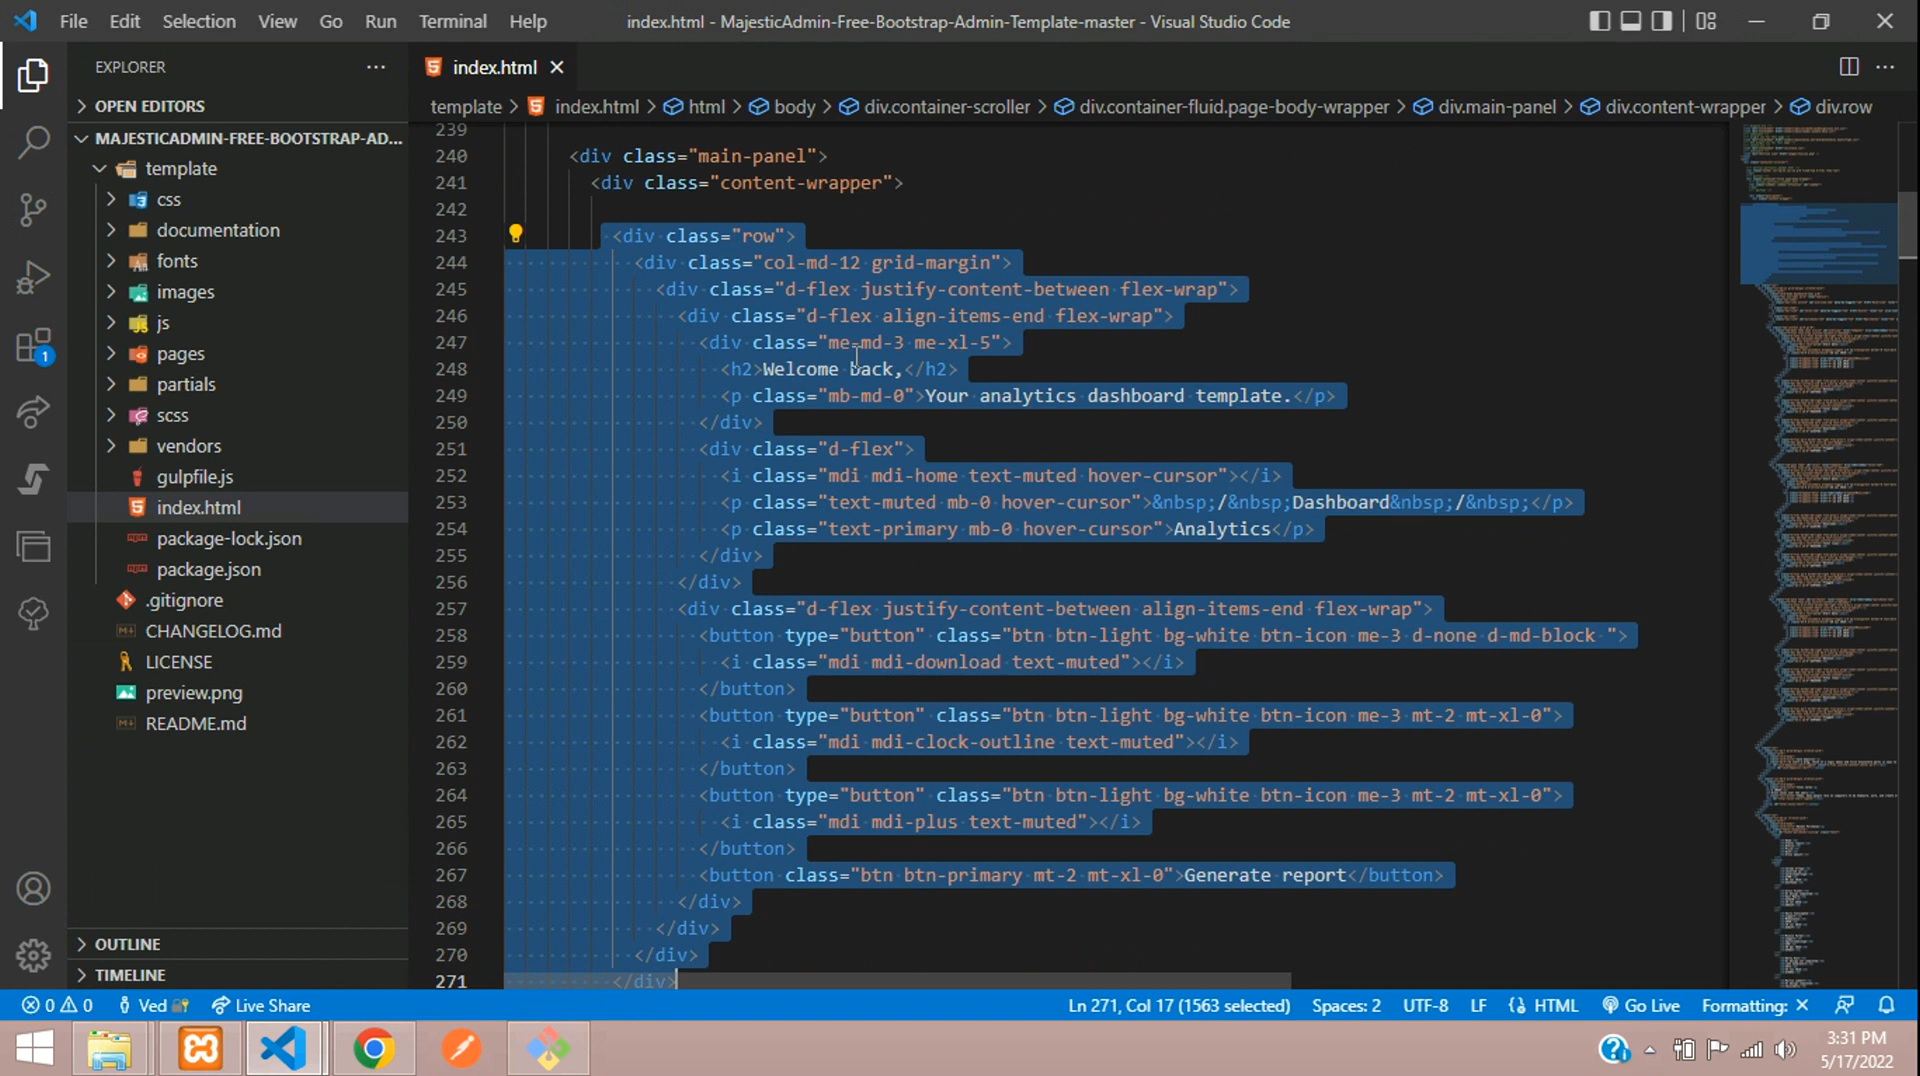 File Edit Selection View Go Run Terminal Help index.html - MajesticAdmin-Free-Bootstrap-Admin-Template-master - Visual Studio Code
EXPLORER
index.html
OPEN EDITORS
template > index.html > html > body > div.container-scroller > div.container-fluid.page-body-wrapper > div.main-panel > div.content-wrapper > div.row
MAJESTICADMIN-FREE-BOOTSTRAP-AD...
template
css
documentation
fonts
images
js
pages
partials
scss
vendors
gulpfile.js
index.html
package-lock.json
package.json
.gitignore
CHANGELOG.md
LICENSE
preview.png
README.md
OUTLINE
TIMELINE
1
239
240 <div class="main-panel">
241 <div class="content-wrapper">
242
243 <div class="row">
244 <div class="col-md-12 grid-margin">
245 <div class="d-flex justify-content-between flex-wrap">
246 <div class="d-flex align-items-end flex-wrap">
247 <div class="me-md-3 me-xl-5">
248 <h2>Welcome back,</h2>
249 <p class="mb-md-0">Your analytics dashboard template.</p>
250 </div>
251 <div class="d-flex">
252 <i class="mdi mdi-home text-muted hover-cursor"></i>
253 <p class="text-muted mb-0 hover-cursor">&nbsp;/&nbsp;Dashboard&nbsp;/&nbsp;</p>
254 <p class="text-primary mb-0 hover-cursor">Analytics</p>
255 </div>
256 </div>
257 <div class="d-flex justify-content-between align-items-end flex-wrap">
258 <button type="button" class="btn btn-light bg-white btn-icon me-3 d-none d-md-block ">
259 <i class="mdi mdi-download text-muted"></i>
260 </button>
261 <button type="button" class="btn btn-light bg-white btn-icon me-3 mt-2 mt-xl-0">
262 <i class="mdi mdi-clock-outline text-muted"></i>
263 </button>
264 <button type="button" class="btn btn-light bg-white btn-icon me-3 mt-2 mt-xl-0">
265 <i class="mdi mdi-plus text-muted"></i>
266 </button>
267 <button class="btn btn-primary mt-2 mt-xl-0">Generate report</button>
268 </div>
269 </div>
270 </div>
271 </div>
0 0 Ved Live Share Ln 271, Col 17 (1563 selected) Spaces: 2 UTF-8 LF HTML Go Live Formatting: ×
3:31 PM
5/17/2022